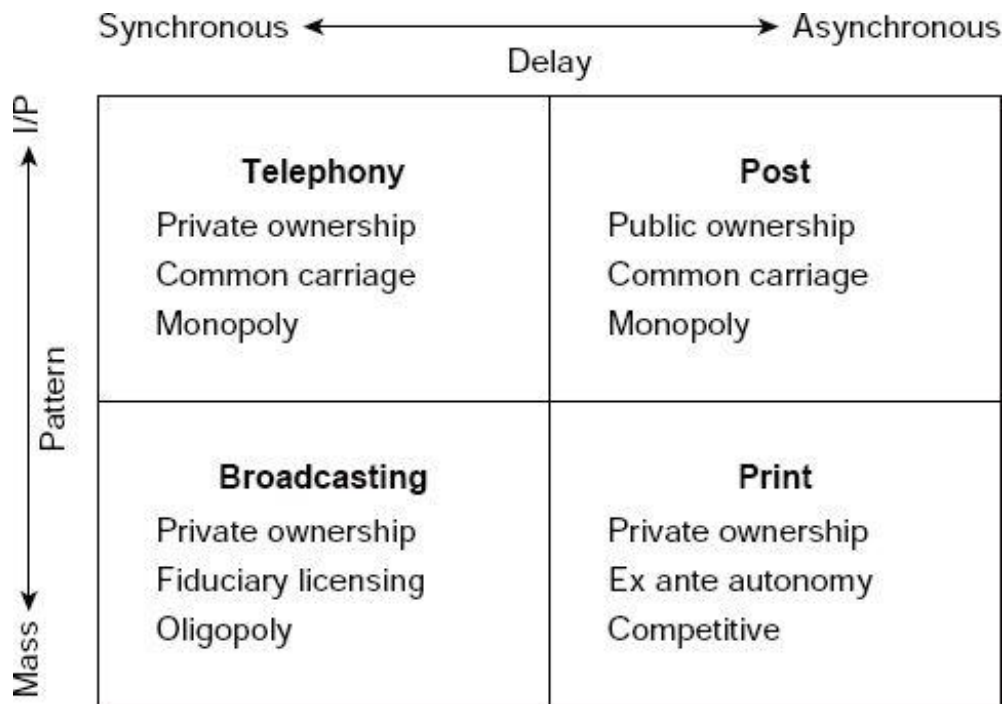 Synchronous Asynchronous
Delay
I/P
Pattern
Mass
Telephony
Private ownership
Common carriage
Monopoly
Post
Public ownership
Common carriage
Monopoly
Broadcasting
Private ownership
Fiduciary licensing
Oligopoly
Print
Private ownership
Ex ante autonomy
Competitive